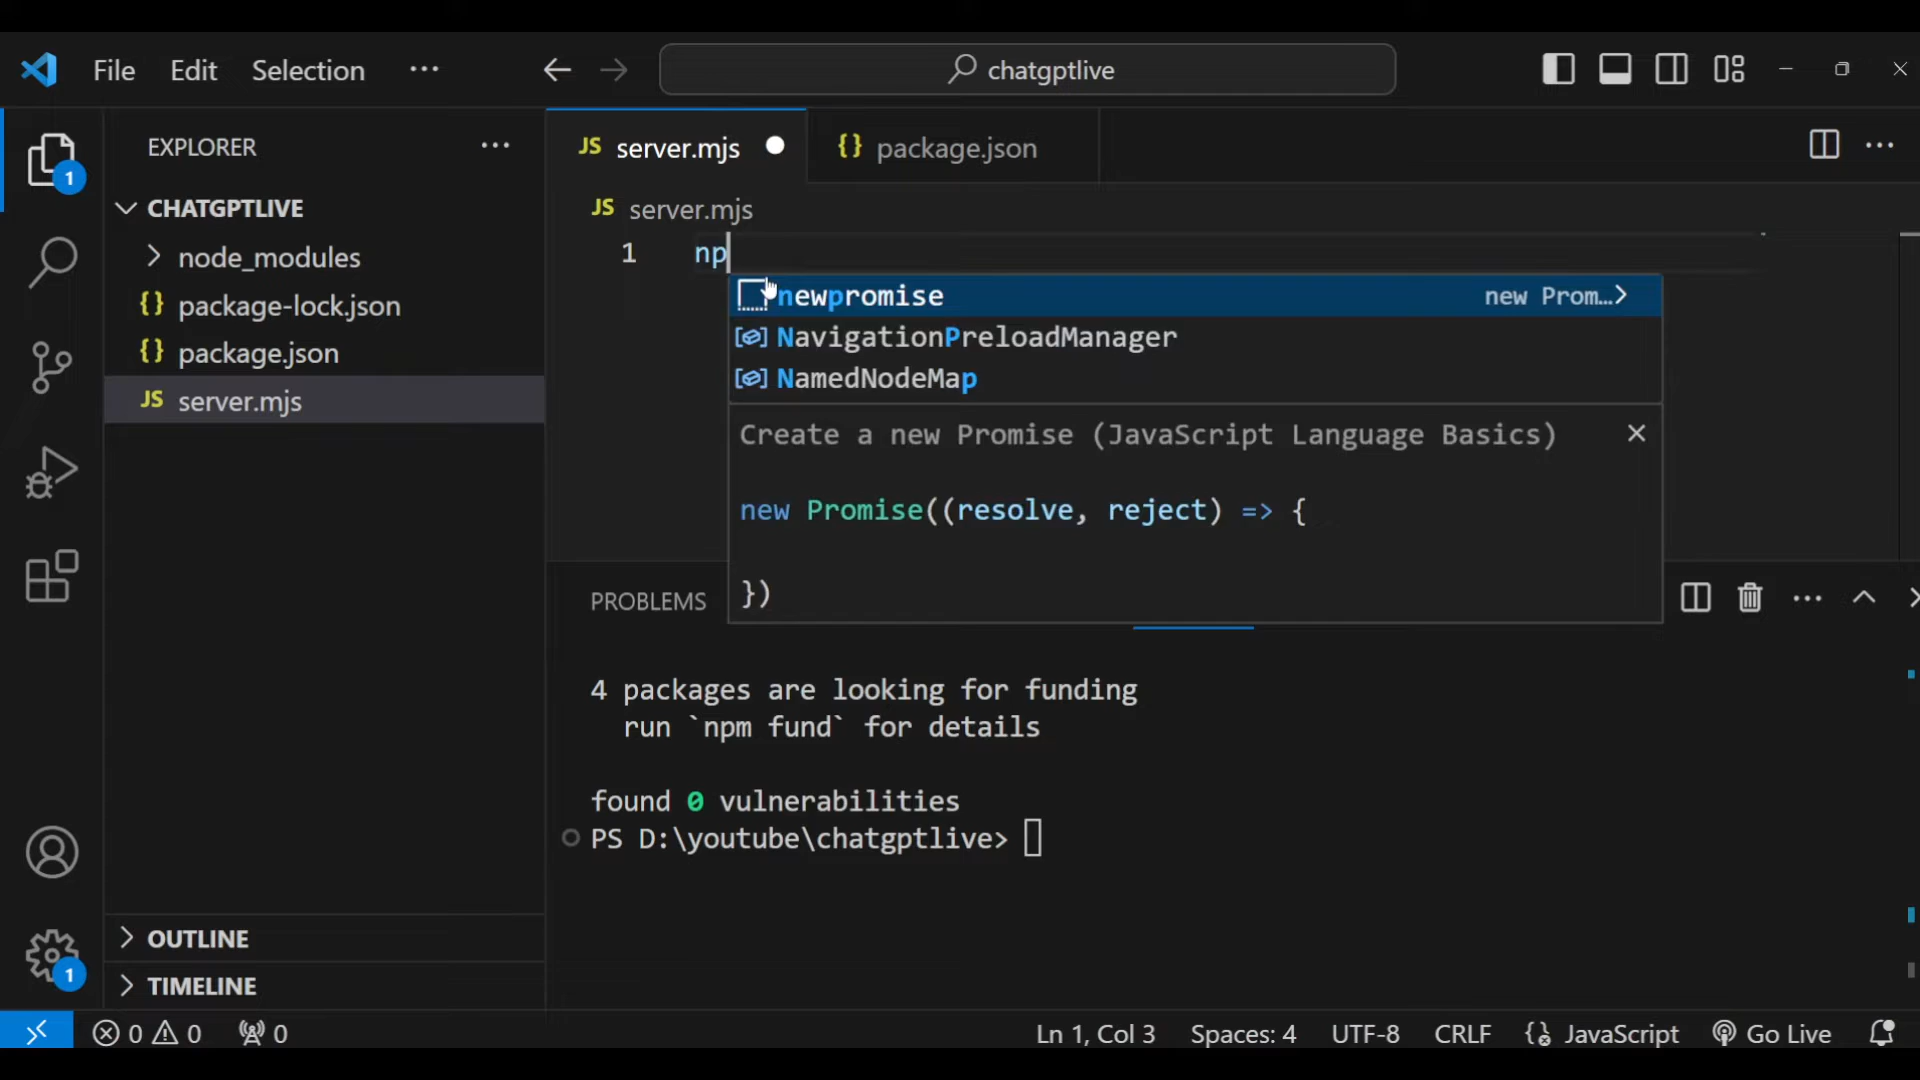 File Edit Selection ··· chatgptlive
EXPLORER ···
1
CHATGPTLIVE
node_modules
{} package-lock.json
{} package.json
JS server.mjs
OUTLINE
TIMELINE
1
JS server.mjs {} package.json ···
JS server.mjs
1 np
newpromise new Prom…
NavigationPreloadManager
NamedNodeMap
Create a new Promise (JavaScript Language Basics)
new Promise((resolve, reject) => {
})
PROBLEMS ···
4 packages are looking for funding
run `npm fund` for details
found 0 vulnerabilities
PS D:\youtube\chatgptlive>
0 0 0 Ln 1, Col 3 Spaces: 4 UTF-8 CRLF {} JavaScript Go Live